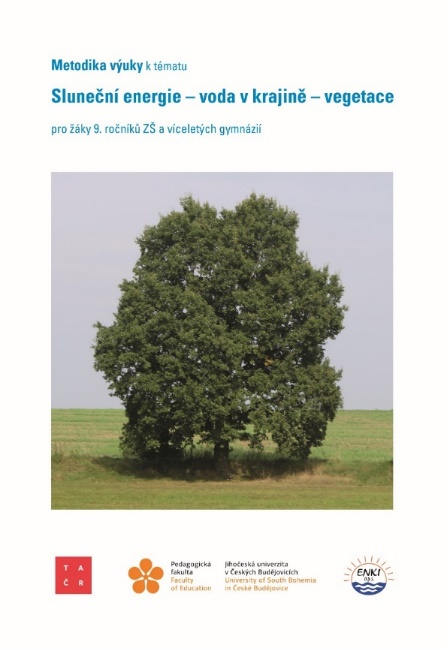 Metodika výuky k tématu
Sluneční energie – voda v krajině – vegetace
pro žáky 9. ročníků ZŠ a víceletých gymnázií
T A
Č R
Pedagogická
fakulta
Faculty
of Education
Jihočeská univerzita
v Českých Budějovicích
University of South Bohemia
in České Budějovice
ENKI
o.p.s.